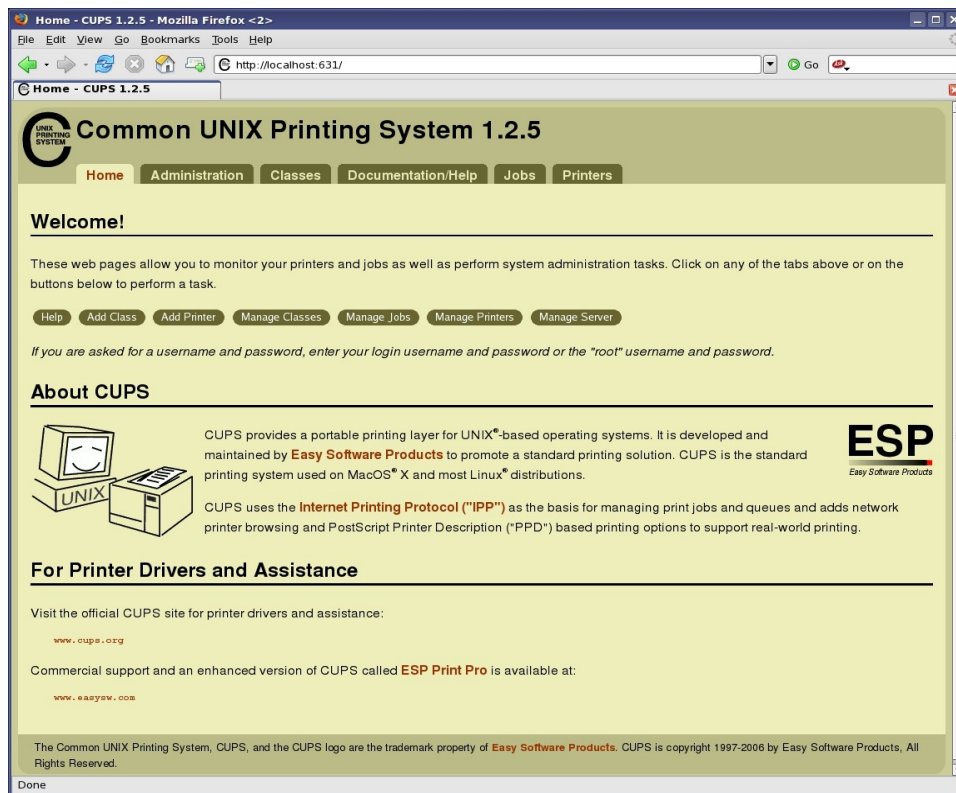 Home - CUPS 1.2.5 - Mozilla Firefox <2>
File Edit View Go Bookmarks Tools Help
http://localhost:631/ Go
Home - CUPS 1.2.5
UNIX
PRINTING
SYSTEM
Common UNIX Printing System 1.2.5
Home Administration Classes Documentation/Help Jobs Printers
Welcome!
These web pages allow you to monitor your printers and jobs as well as perform system administration tasks. Click on any of the tabs above or on the
buttons below to perform a task.
Help Add Class Add Printer Manage Classes Manage Jobs Manage Printers Manage Server
If you are asked for a username and password, enter your login username and password or the "root" username and password.
About CUPS
UNIX
CUPS provides a portable printing layer for UNIX®-based operating systems. It is developed and
maintained by Easy Software Products to promote a standard printing solution. CUPS is the standard
printing system used on MacOS® X and most Linux® distributions.
ESP
Easy Software Products
CUPS uses the Internet Printing Protocol ("IPP") as the basis for managing print jobs and queues and adds network
printer browsing and PostScript Printer Description ("PPD") based printing options to support real-world printing.
For Printer Drivers and Assistance
Visit the official CUPS site for printer drivers and assistance:
www.cups.org
Commercial support and an enhanced version of CUPS called ESP Print Pro is available at:
www.easysw.com
The Common UNIX Printing System, CUPS, and the CUPS logo are the trademark property of Easy Software Products. CUPS is copyright 1997-2006 by Easy Software Products, All
Rights Reserved.
Done